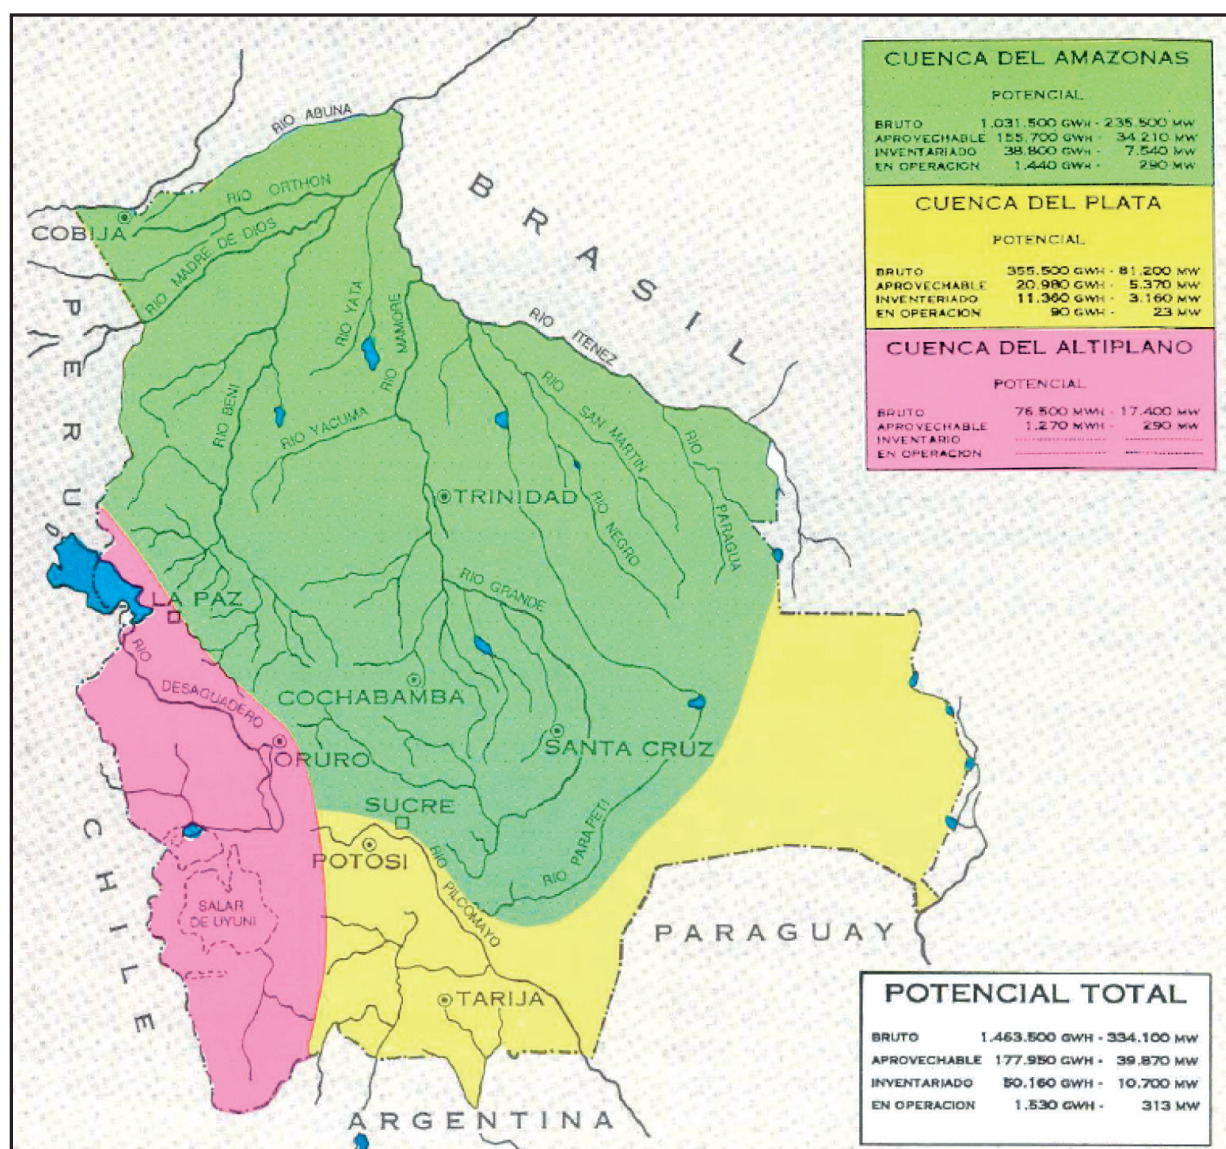 CUENCA DEL AMAZONAS
POTENCIAL
BRUTO 1.031.500 GWH - 235.500 MW
APROVECHABLE 155.700 GWH - 34.210 MW
INVENTARIADO 38.800 GWH - 7.540 MW
EN OPERACION 1.440 GWH - 290 MW
CUENCA DEL PLATA
POTENCIAL
BRUTO 355.500 GWH - 81.200 MW
APROVECHABLE 20.980 GWH - 5.370 MW
INVENTERIADO 11.360 GWH - 3.160 MW
EN OPERACION 90 GWH - 23 MW
CUENCA DEL ALTIPLANO
POTENCIAL
BRUTO 76.500 MWH - 17.400 MW
APROVECHABLE 1.270 MWH - 290 MW
INVENTARIO
EN OPERACION
RIO ABUNA
BRASIL
RIO ORTHON
COBIJA
RIO MADRE DE DIOS
PERU
RIO YATA
RIO MAMORE
RIO ITENEZ
RIO BENI
RIO YACUMA
RIO SAN MARTIN
RIO PARAGUA
TRINIDAD
RIO NEGRO
RIO GRANDE
LA PAZ
RIO DESAGUADERO
COCHABAMBA
ORURO
SANTA CRUZ
SUCRE
CHILE
POTOSI
RIO PARAPETI
RIO PILCOMAYO
SALAR
DE UYUNI
PARAGUAY
TARIJA
ARGENTINA
POTENCIAL TOTAL
BRUTO 1.463.500 GWH - 334.100 MW
APROVECHABLE 177.950 GWH - 39.870 MW
INVENTARIADO 50.160 GWH - 10.700 MW
EN OPERACION 1.530 GWH - 313 MW